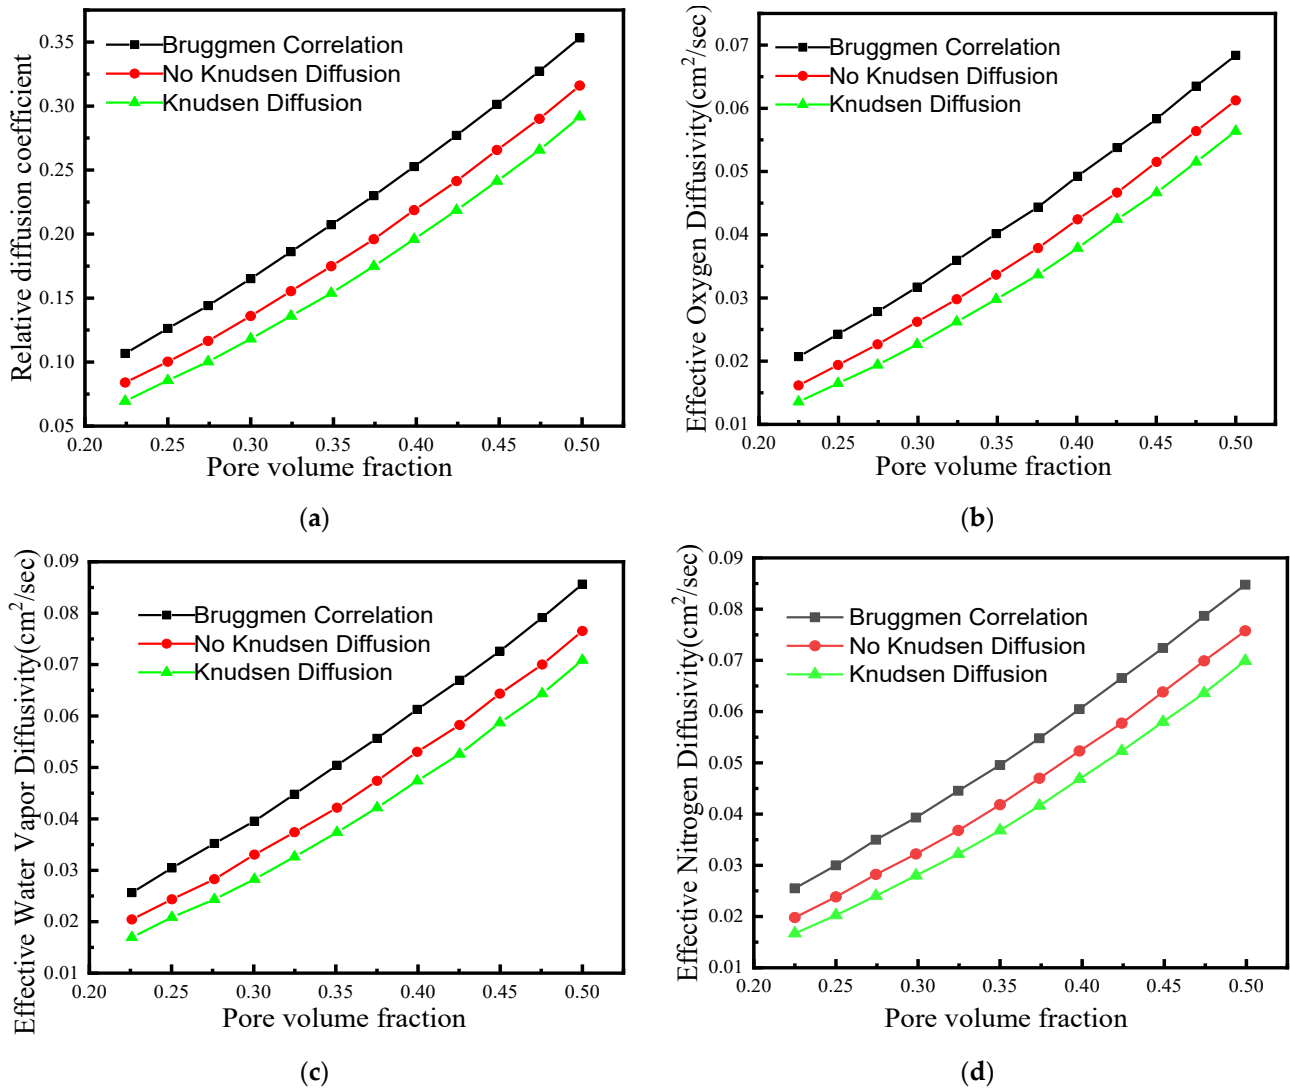 Relative diffusion coefficient
0.35
0.30
0.25
0.20
0.15
0.10
0.05
Bruggmen Correlation
No Knudsen Diffusion
Knudsen Diffusion
0.20 0.25 0.30 0.35 0.40 0.45 0.50
Pore volume fraction
(a)
Effective Oxygen Diffusivity(cm²/sec)
0.07
0.06
0.05
0.04
0.03
0.02
0.01
Bruggmen Correlation
No Knudsen Diffusion
Knudsen Diffusion
0.20 0.25 0.30 0.35 0.40 0.45 0.50
Pore volume fraction
(b)
Effective Water Vapor Diffusivity(cm²/sec)
0.09
0.08
0.07
0.06
0.05
0.04
0.03
0.02
0.01
Bruggmen Correlation
No Knudsen Diffusion
Knudsen Diffusion
0.20 0.25 0.30 0.35 0.40 0.45 0.50
Pore volume fraction
(c)
Effective Nitrogen Diffusivity(cm²/sec)
0.09
0.08
0.07
0.06
0.05
0.04
0.03
0.02
0.01
Bruggmen Correlation
No Knudsen Diffusion
Knudsen Diffusion
0.20 0.25 0.30 0.35 0.40 0.45 0.50
Pore volume fraction
(d)